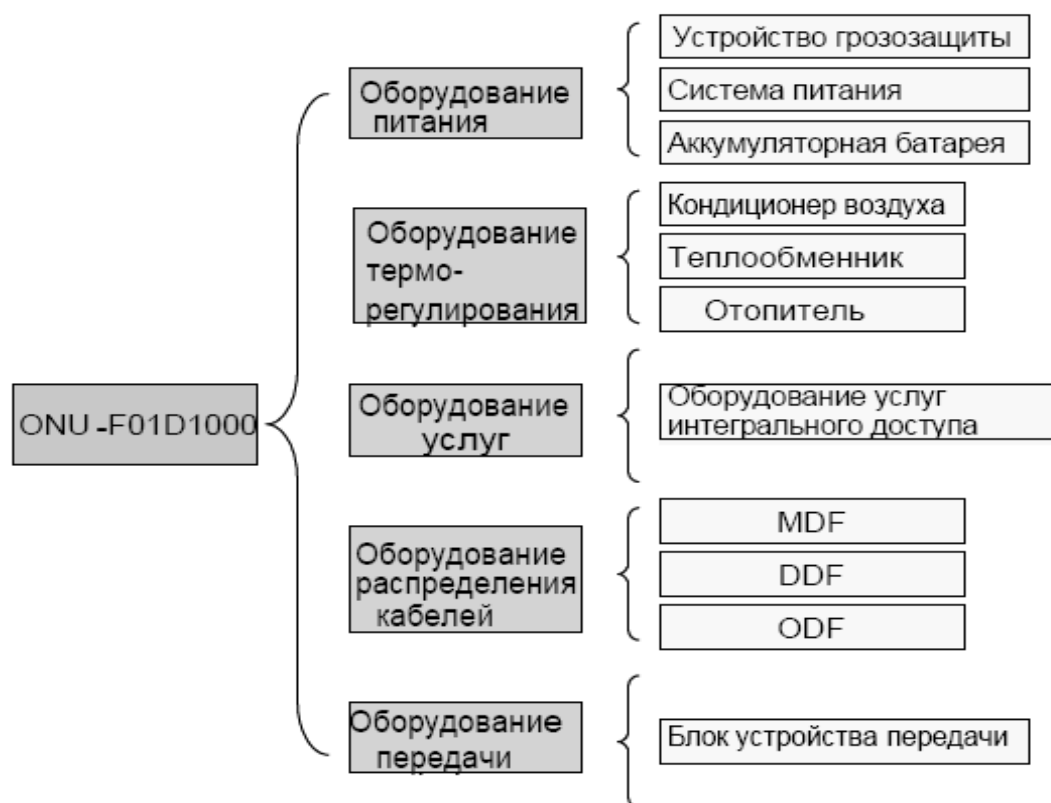 ONU -F01D1000
Оборудование
питания
Устройство грозозащиты
Система питания
Аккумуляторная батарея
Оборудование
термо-
регулирования
Кондиционер воздуха
Теплообменник
Отопитель
Оборудование
услуг
Оборудование услуг
интегрального доступа
Оборудование
распределения
кабелей
MDF
DDF
ODF
Оборудование
передачи
Блок устройства передачи